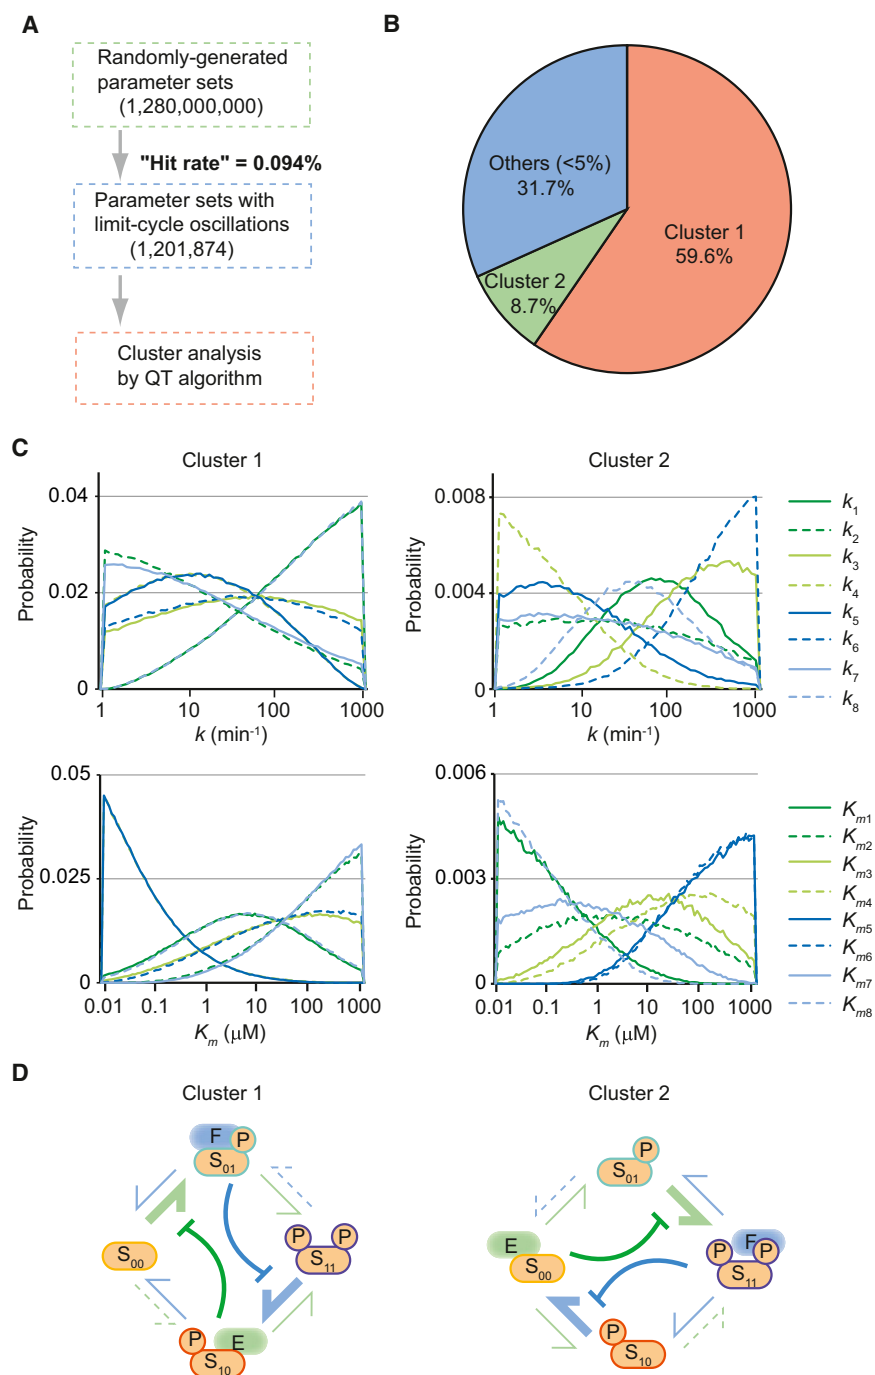 A
Randomly-generated
parameter sets
(1,280,000,000)
"Hit rate" = 0.094%
Parameter sets with
limit-cycle oscillations
(1,201,874)
Cluster analysis
by QT algorithm
B
Others (<5%)
31.7%
Cluster 1
59.6%
Cluster 2
8.7%
C
Cluster 1
Probability
0.04
0.02
0
1 10 100 1000
k (min-1)
Cluster 2
Probability
0.008
0.004
0
1 10 100 1000
k (min-1)
k1
k2
k3
k4
k5
k6
k7
k8
Probability
0.05
0.025
0
0.01 0.1 1 10 100 1000
Km (µM)
Probability
0.006
0.003
0
0.01 0.1 1 10 100 1000
Km (µM)
Km1
Km2
Km3
Km4
Km5
Km6
Km7
Km8
D
Cluster 1
F P
S01
P P
S11
S00
P E
S10
Cluster 2
P
S01
E
S00
F
P P
S11
P
S10